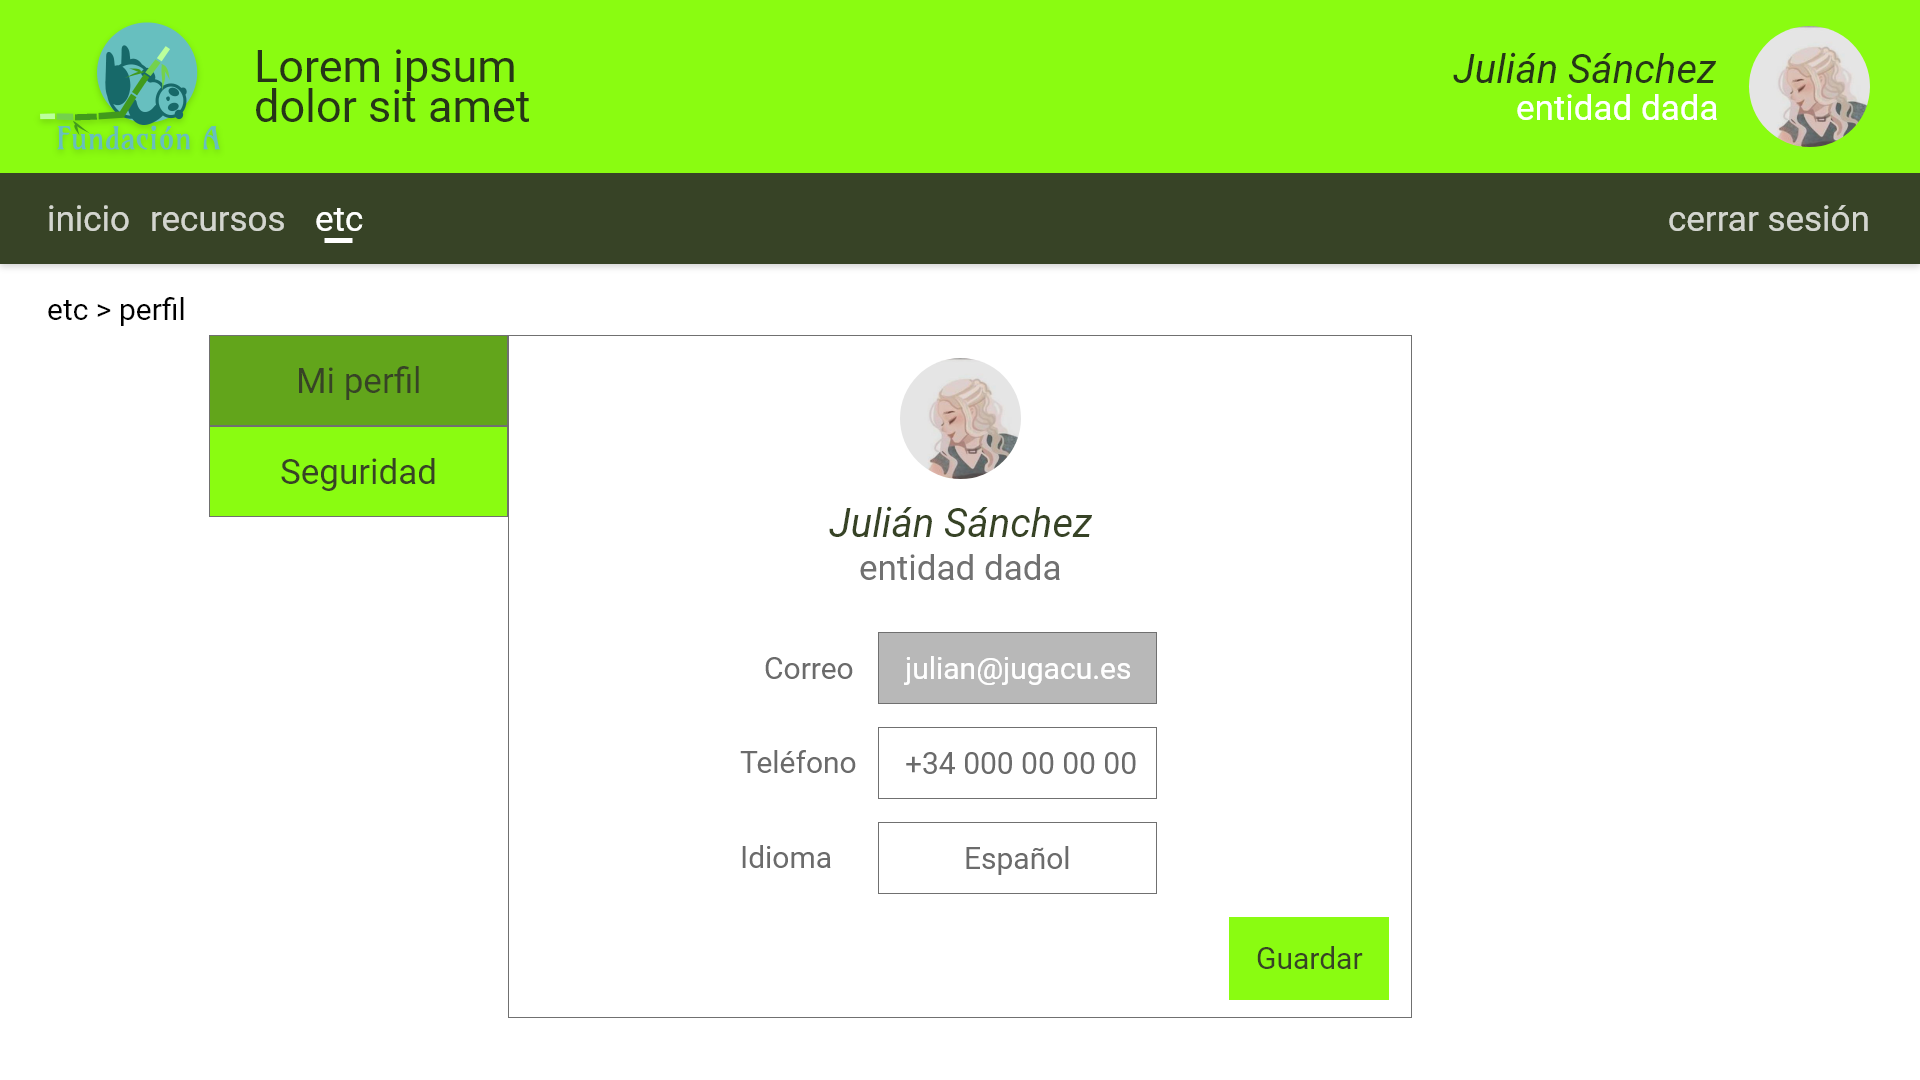 Fundación A
Lorem ipsum
dolor sit amet
Julián Sánchez
entidad dada
inicio recursos etc cerrar sesión
etc > perfil
Mi perfil
Seguridad
Julián Sánchez
entidad dada
Correo julian@jugacu.es
Teléfono +34 000 00 00 00
Idioma Español
Guardar